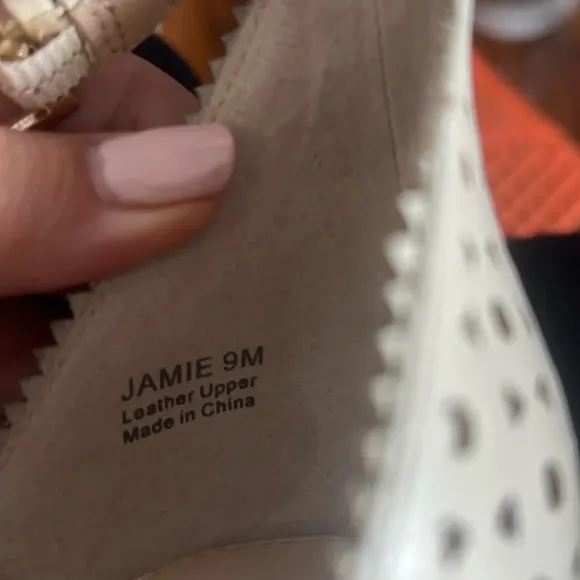 JAMIE 9M
Leather Upper
Made in China